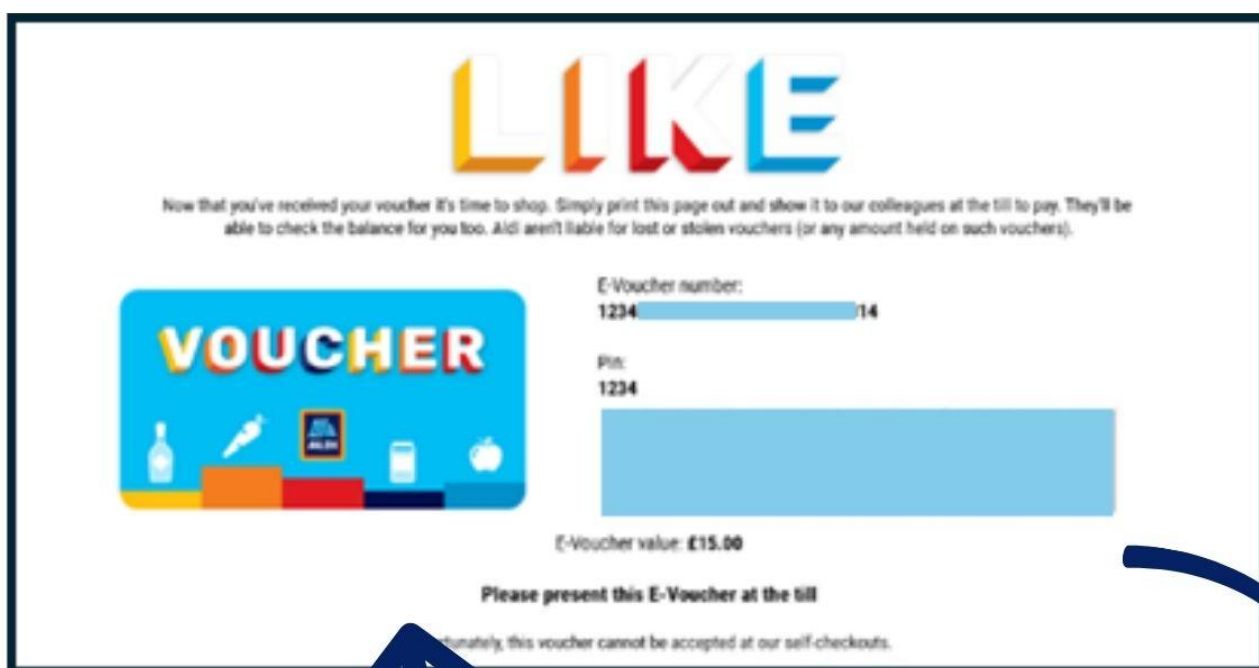 LIKE
Now that you've received your voucher it's time to shop. Simply print this page out and show it to our colleagues at the till to pay. They'll be
able to check the balance for you too. Aldi aren't liable for lost or stolen vouchers (or any amount held on such vouchers).
E-Voucher number:
1234 14
Pin:
1234
VOUCHER
ALDI
E-Voucher value: £15.00
Please present this E-Voucher at the till
this voucher cannot be accepted at our self-checkouts.